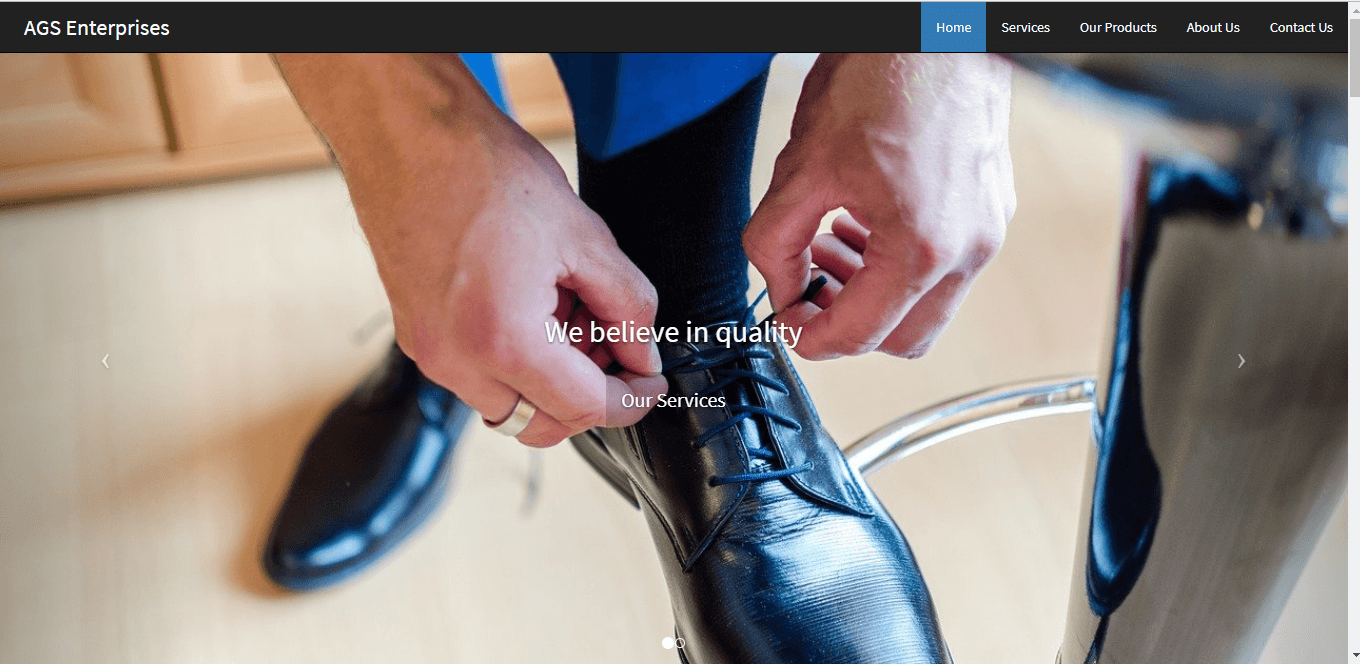 AGS Enterprises
Home Services Our Products About Us Contact Us
We believe in quality
Our Services